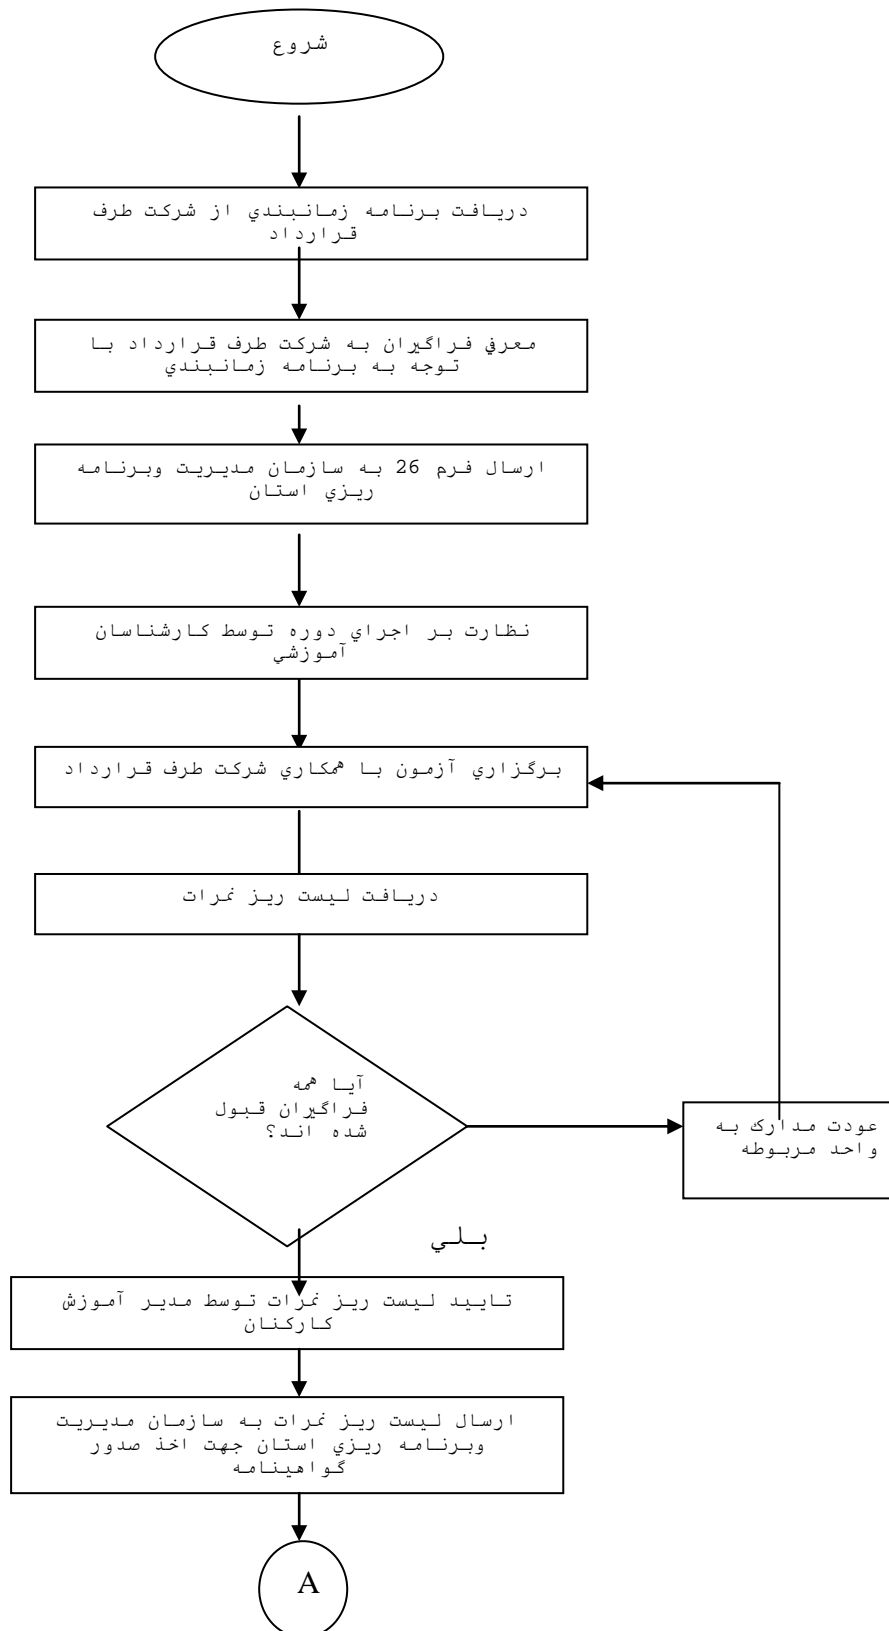 شروع
دريافت برنامه زمانبندي از شركت طرف
قرارداد
معرفي فراگيران به شركت طرف قرارداد با
توجه به برنامه زمانبندي
ارسال فرم 26 به سازمان مديريت وبرنامه
ريزي استان
نظارت بر اجراي دوره توسط كارشناسان
آموزشي
برگزاري آزمون با همكاري شركت طرف قرارداد
دريافت ليست ريز نمرات
آيا همه
فراگيران قبول
شده اند؟
عودت مدارك به
واحد مربوطه
بلي
تاييد ليست ريز نمرات توسط مدير آموزش
كاركنان
ارسال ليست ريز نمرات به سازمان مديريت
وبرنامه ريزي استان جهت اخذ صدور
گواهينامه
A